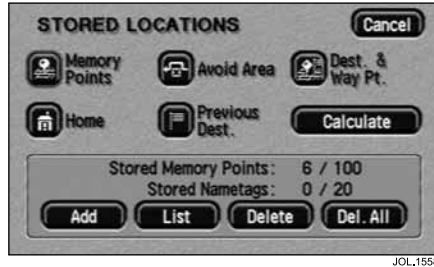 STORED LOCATIONS
Cancel
Memory Points
Avoid Area
Dest. & Way Pt.
Home
Previous Dest.
Calculate
Stored Memory Points: 6 / 100
Stored Nametags: 0 / 20
Add
List
Delete
Del. All
JOL.155